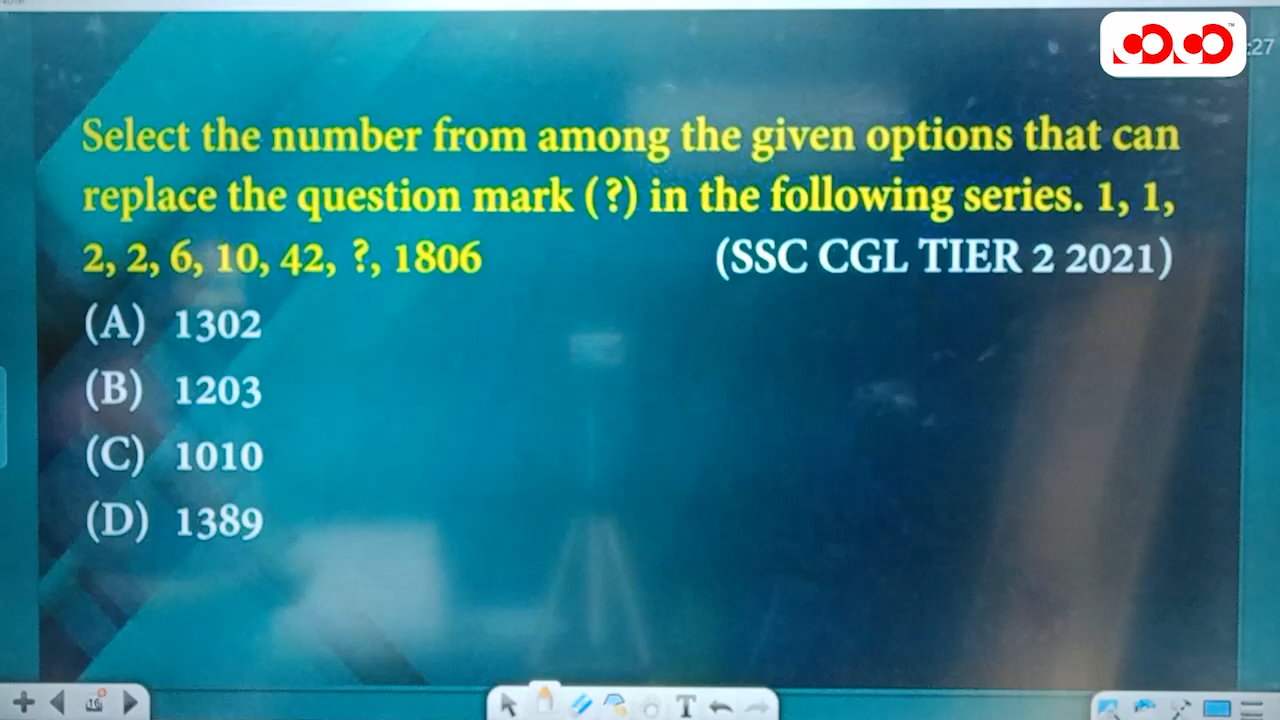 :27
Select the number from among the given options that can
replace the question mark (?) in the following series. 1, 1,
2, 2, 6, 10, 42, ?, 1806 (SSC CGL TIER 2 2021)
(A) 1302
(B) 1203
(C) 1010
(D) 1389
T